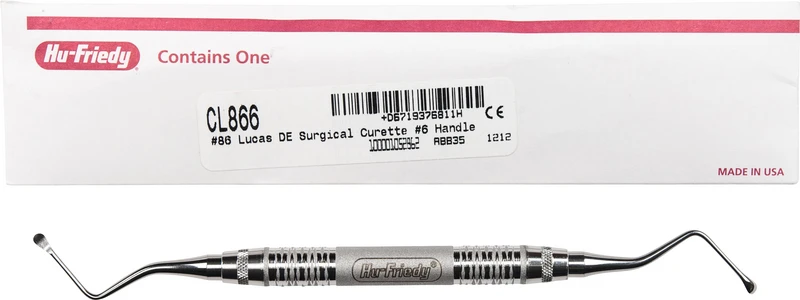 Hu-Friedy
Contains One
CL866
+D6719376811H
#86 Lucas DE Surgical Curette #6 Handle
100001052962 ABB35 1212
CE
MADE IN USA
Hu-Friedy®